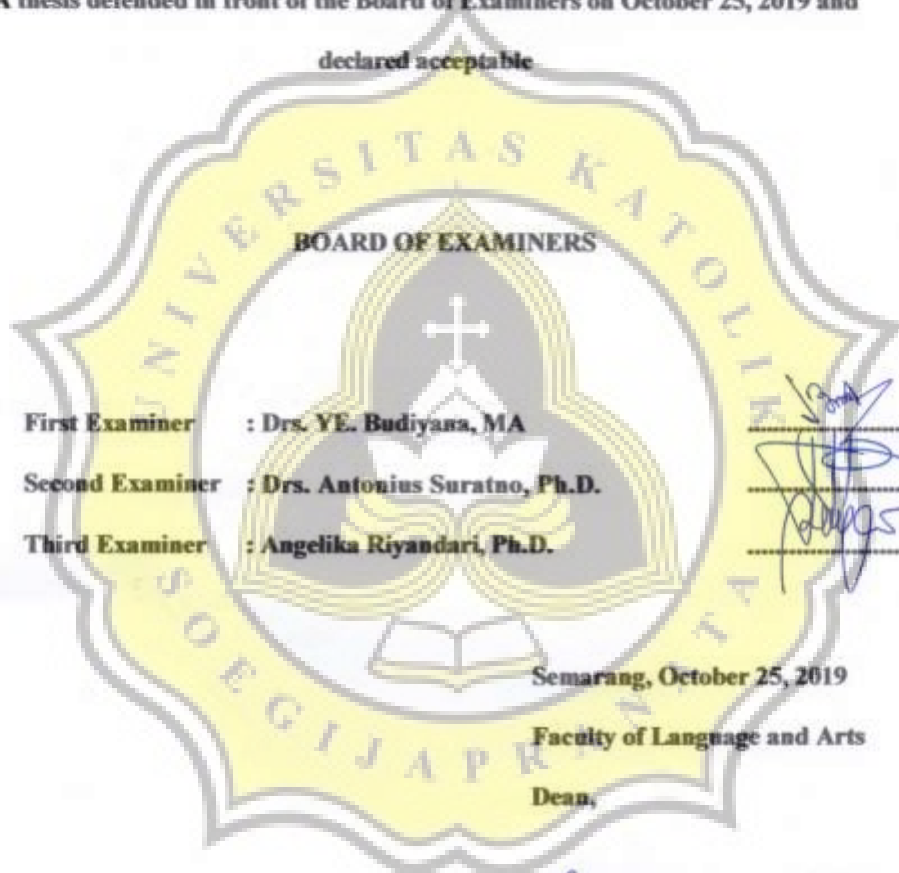 A thesis defended in front of the Board of Examiners on October 25, 2019 and
declared acceptable
UNIVERSITAS KATOLIK
BOARD OF EXAMINERS
First Examiner : Drs. YE. Budiyana, MA
Second Examiner : Drs. Antonius Suratno, Ph.D.
Third Examiner : Angelika Riyandari, Ph.D.
SOEGIJAPRANATA
Semarang, October 25, 2019
Faculty of Language and Arts
Dean,